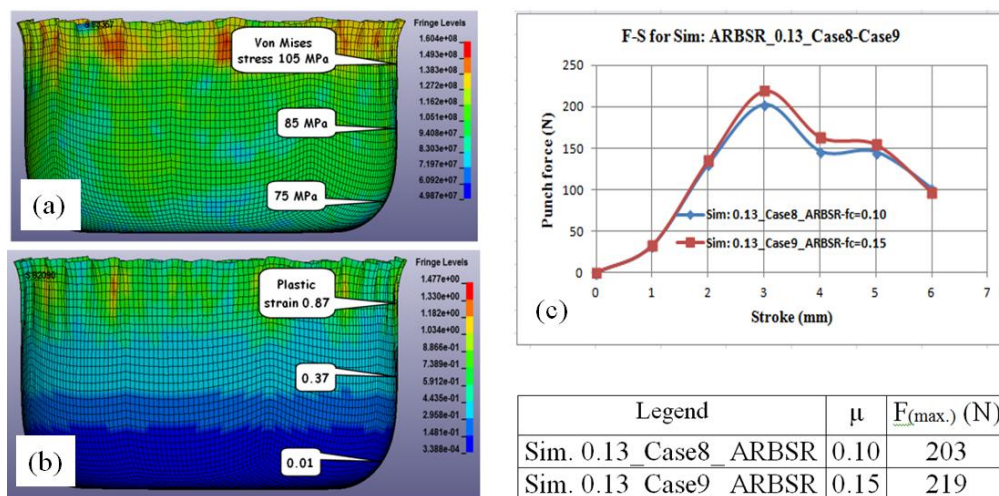 (a)
Von Mises
stress 105 MPa
85 MPa
75 MPa
Fringe Levels
1.604e+08
1.493e+08
1.383e+08
1.272e+08
1.162e+08
1.051e+08
9.408e+07
8.303e+07
7.197e+07
6.092e+07
4.987e+07
(b)
Plastic
strain 0.87
0.37
0.01
Fringe Levels
1.477e+00
1.330e+00
1.182e+00
1.034e+00
8.866e-01
7.389e-01
5.912e-01
4.435e-01
2.958e-01
1.481e-01
3.388e-04
F-S for Sim: ARBSR_0.13_Case8-Case9
Punch force (N)
250
200
150
100
50
0
Sim: 0.13_Case8_ARBSR-fc=0.10
Sim: 0.13_Case9_ARBSR-fc=0.15
0 1 2 3 4 5 6 7
(c)
Stroke (mm)
Legend μ F(max.) (N)
Sim. 0.13_Case8_ ARBSR 0.10 203
Sim. 0.13_Case9_ ARBSR 0.15 219